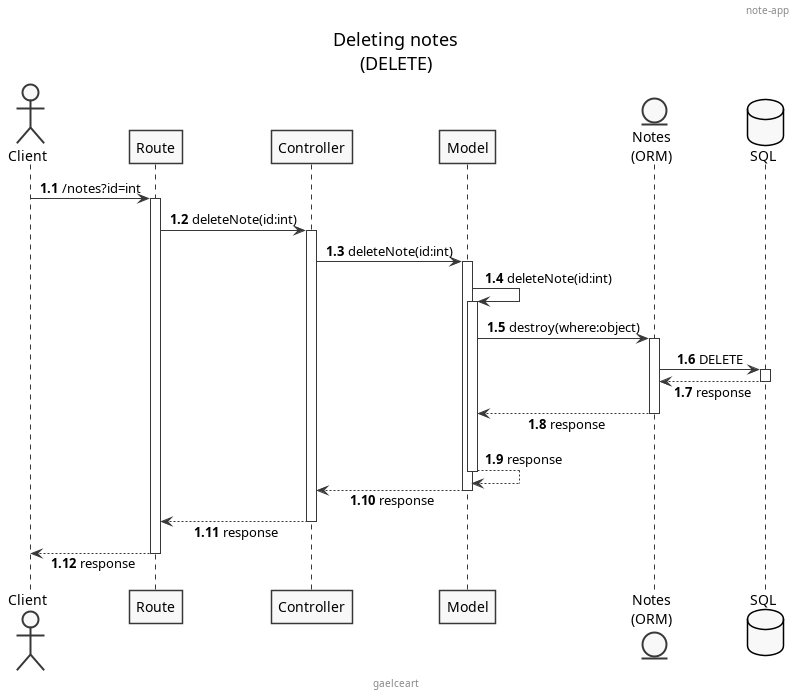 note-app
Deleting notes
(DELETE)
Client
Route
Controller
Model
Notes
(ORM)
SQL
1.1 /notes?id=int
1.2 deleteNote(id:int)
1.3 deleteNote(id:int)
1.4 deleteNote(id:int)
1.5 destroy(where:object)
1.6 DELETE
1.7 response
1.8 response
1.9 response
1.10 response
1.11 response
1.12 response
Client
Route
Controller
Model
Notes
(ORM)
SQL
gaelceart